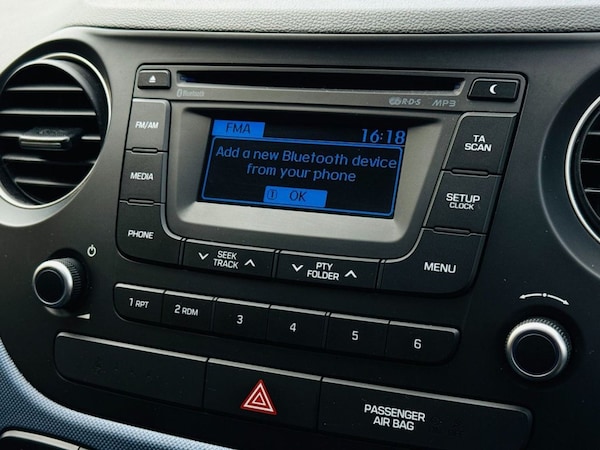 Bluetooth
R·D·S
MP3
FM/AM
MEDIA
PHONE
FMA
16:18
Add a new Bluetooth device
from your phone
1 OK
TA
SCAN
SETUP
CLOCK
MENU
SEEK
TRACK
PTY
FOLDER
1 RPT
2 RDM
3
4
5
6
PASSENGER
AIR BAG